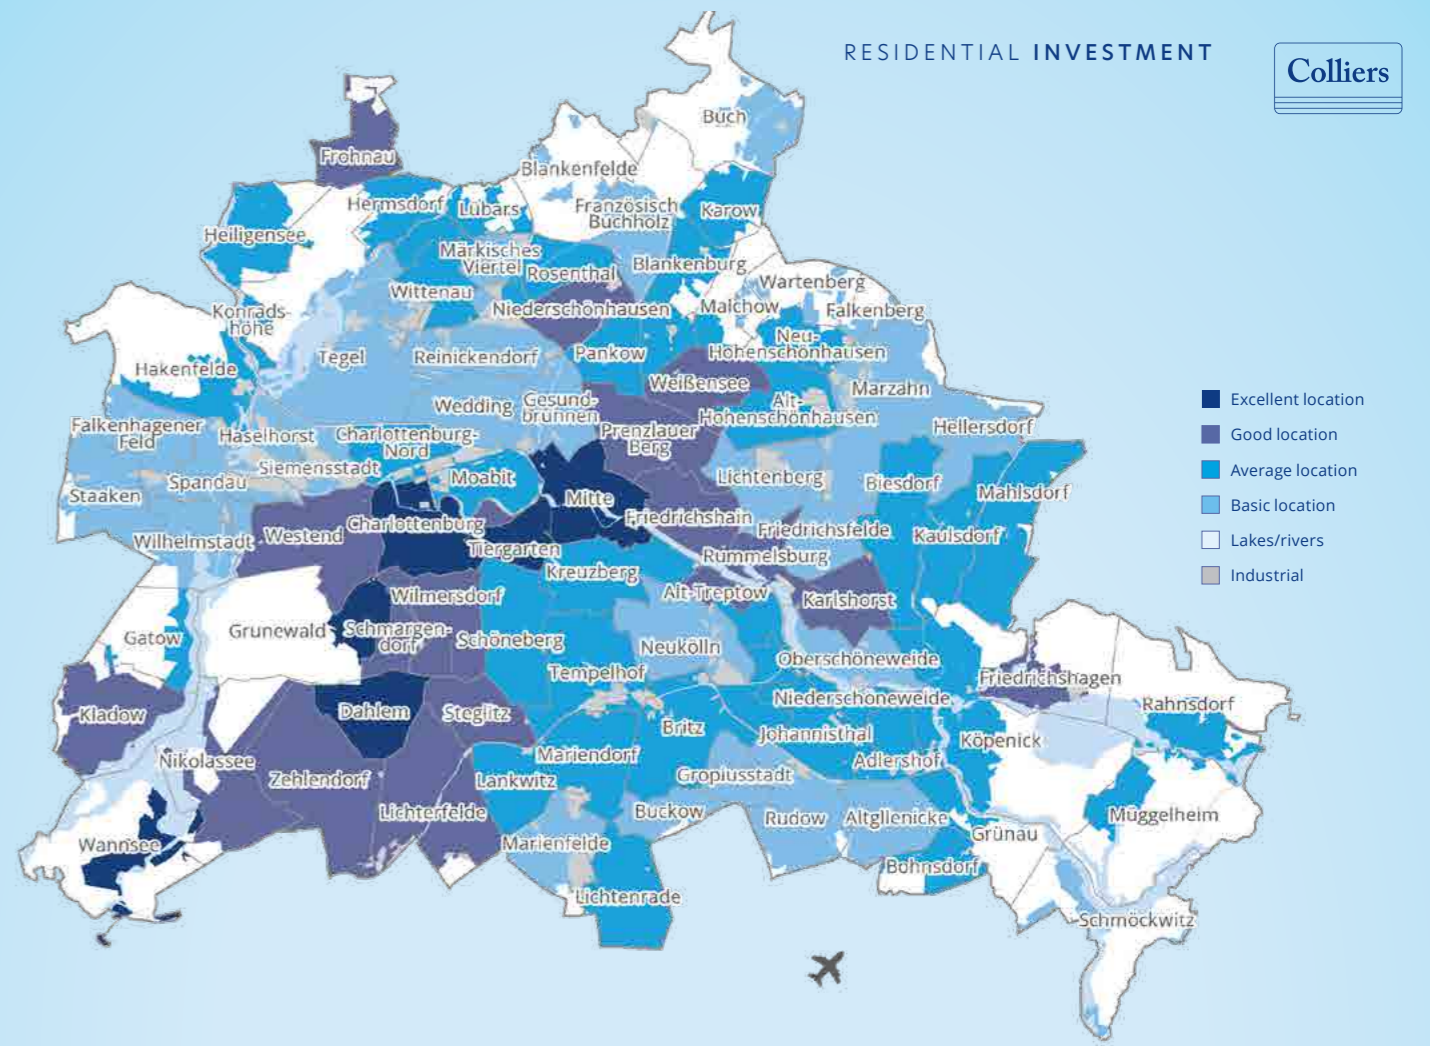 RESIDENTIAL INVESTMENT
Colliers
Buch
Frohnau
Blankenfelde
Hermsdorf
Lübars
Französisch
Buchholz
Karow
Heiligensee
Märkisches
Viertel
Rosenthal
Blankenburg
Wartenberg
Wittenau
Niederschönhausen
Malchow
Falkenberg
Konrads-
höhe
Tegel
Reinickendorf
Pankow
Neu-
Hohenschönhausen
Hakenfelde
Weißensee
Marzahn
Wedding
Gesund-
brunnen
Alt-
Hohenschönhausen
Falkenhagener
Feld
Haselhorst
Charlottenburg-
Nord
Prenzlauer
Berg
Hellersdorf
Siemensstadt
Spandau
Moabit
Lichtenberg
Biesdorf
Mahlsdorf
Staaken
Mitte
Charlottenburg
Friedrichshain
Friedrichsfelde
Kaulsdorf
Wilhelmstadt
Westend
Tiergarten
Rummelsburg
Kreuzberg
Wilmersdorf
Alt-Treptow
Karlshorst
Gatow
Grunewald
Schmargen-
dorf
Schöneberg
Neukölln
Oberschöneweide
Tempelhof
Friedrichshagen
Kladow
Dahlem
Steglitz
Niederschöneweide
Rahnsdorf
Britz
Johannisthal
Köpenick
Nikolassee
Zehlendorf
Lankwitz
Mariendorf
Gropiusstadt
Adlershof
Lichterfelde
Buckow
Rudow
Altglienicke
Grünau
Müggelheim
Wannsee
Marienfelde
Bohnsdorf
Lichtenrade
Schmöckwitz
Excellent location
Good location
Average location
Basic location
Lakes/rivers
Industrial